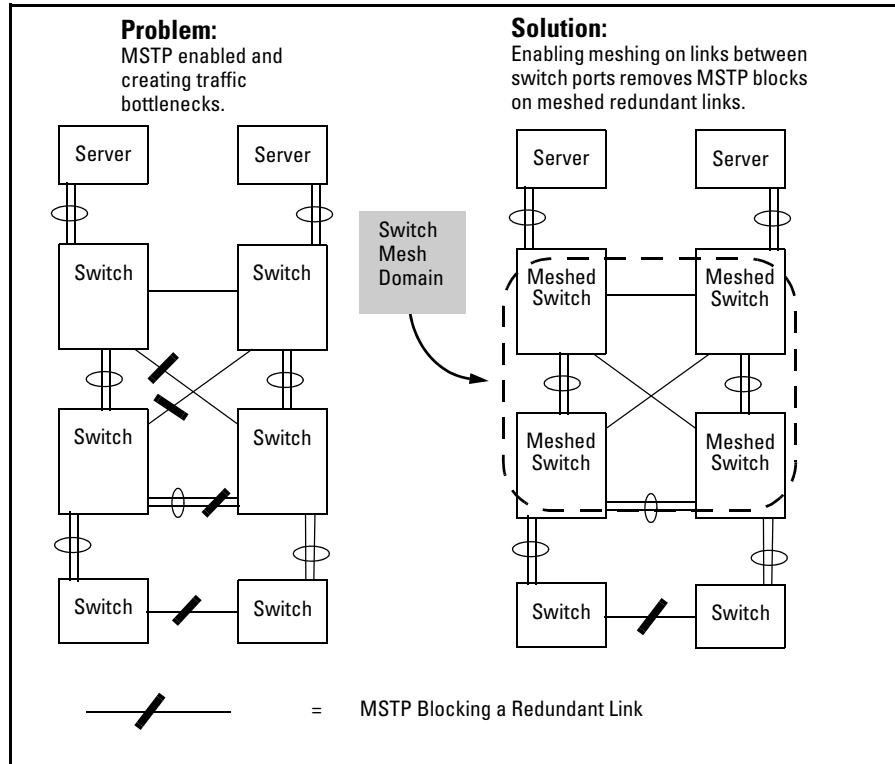 Problem:
MSTP enabled and
creating traffic
bottlenecks.
Solution:
Enabling meshing on links between
switch ports removes MSTP blocks
on meshed redundant links.
Server
Server
Server
Server
Switch
Mesh
Domain
Switch
Switch
Meshed
Switch
Meshed
Switch
Switch
Switch
Meshed
Switch
Meshed
Switch
Switch
Switch
Switch
Switch
= MSTP Blocking a Redundant Link